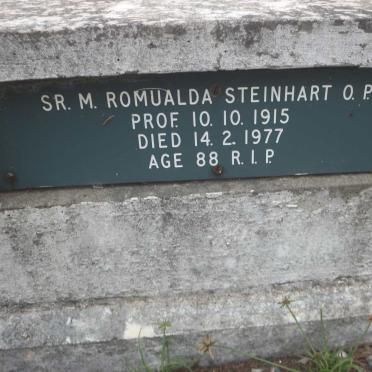 SR. M. ROMUALDA STEINHART O.P.
PROF. 10. 10. 1915
DIED 14. 2. 1977
AGE 88 R.I.P